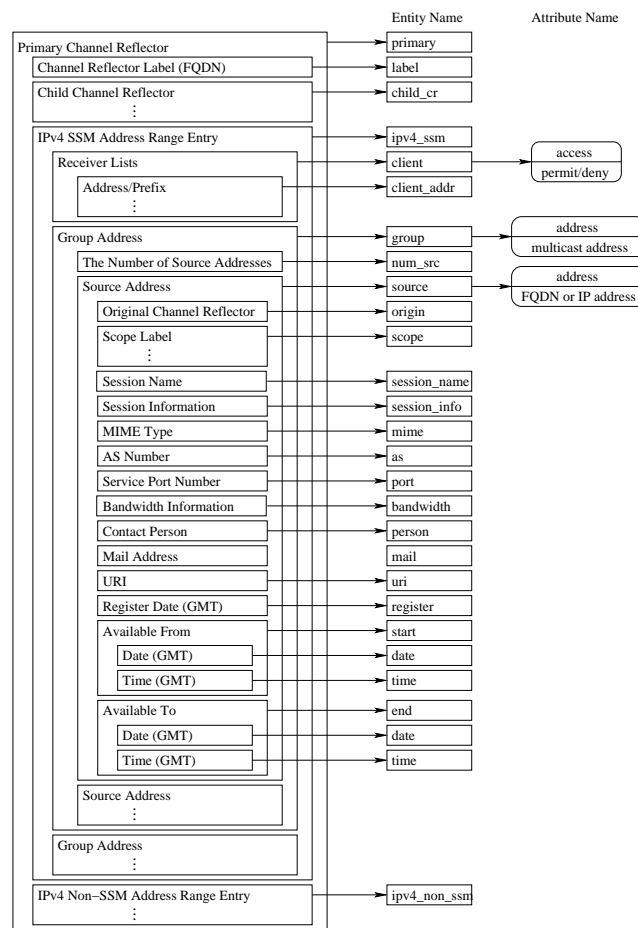 Entity Name Attribute Name
Primary Channel Reflector primary
Channel Reflector Label (FQDN) label
Child Channel Reflector child_cr
⋮
IPv4 SSM Address Range Entry ipv4_ssm
Receiver Lists client access
permit/deny
Address/Prefix client_addr
⋮
Group Address group address
multicast address
The Number of Source Addresses num_src
Source Address source address
FQDN or IP address
Original Channel Reflector origin
Scope Label scope
⋮
Session Name session_name
Session Information session_info
MIME Type mime
AS Number as
Service Port Number port
Bandwidth Information bandwidth
Contact Person person
Mail Address mail
URI uri
Register Date (GMT) register
Available From start
Date (GMT) date
Time (GMT) time
Available To end
Date (GMT) date
Time (GMT) time
Source Address
⋮
Group Address
⋮
IPv4 Non−SSM Address Range Entry ipv4_non_ssm
⋮